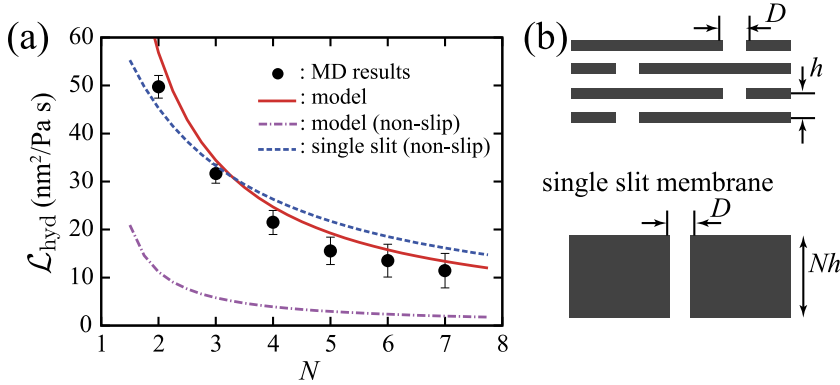 (a)
60
50
40
30
20
10
0
ℒhyd (nm²/Pa s)
: MD results
: model
: model (non-slip)
: single slit (non-slip)
1 2 3 4 5 6 7 8
N
(b)
D
h
single slit membrane
D
Nh